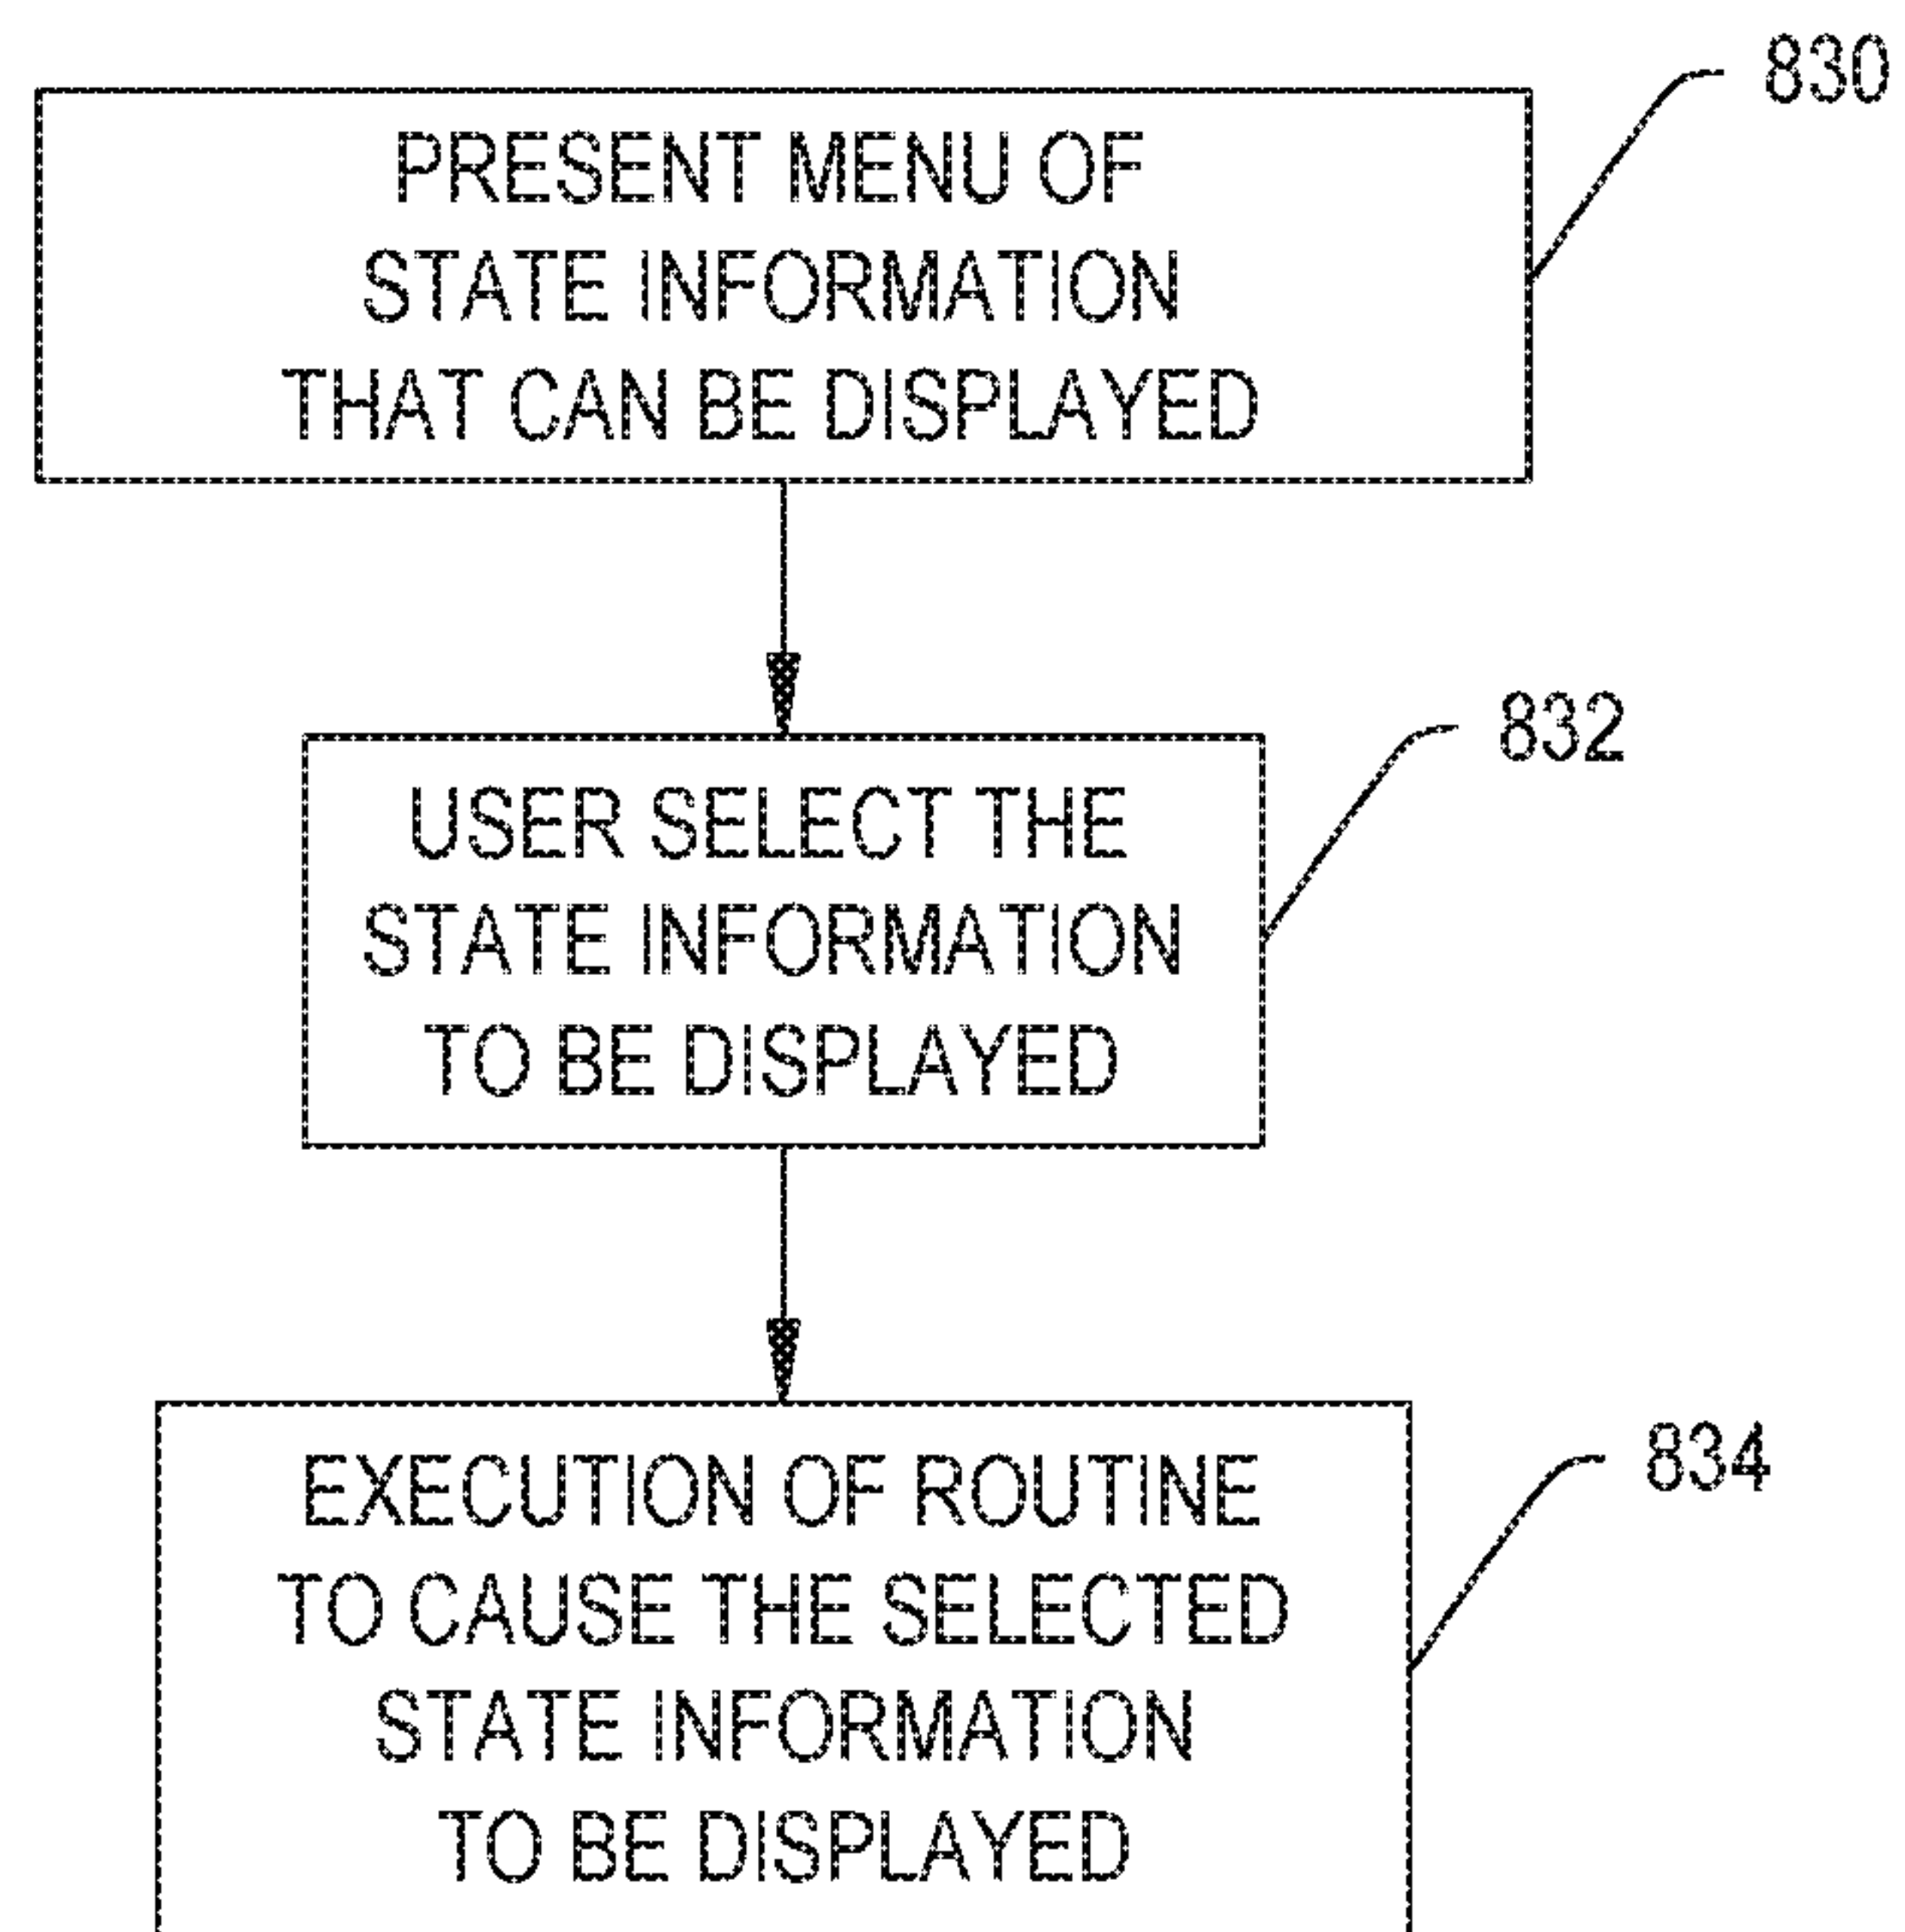 830
PRESENT MENU OF
STATE INFORMATION
THAT CAN BE DISPLAYED
832
USER SELECT THE
STATE INFORMATION
TO BE DISPLAYED
834
EXECUTION OF ROUTINE
TO CAUSE THE SELECTED
STATE INFORMATION
TO BE DISPLAYED